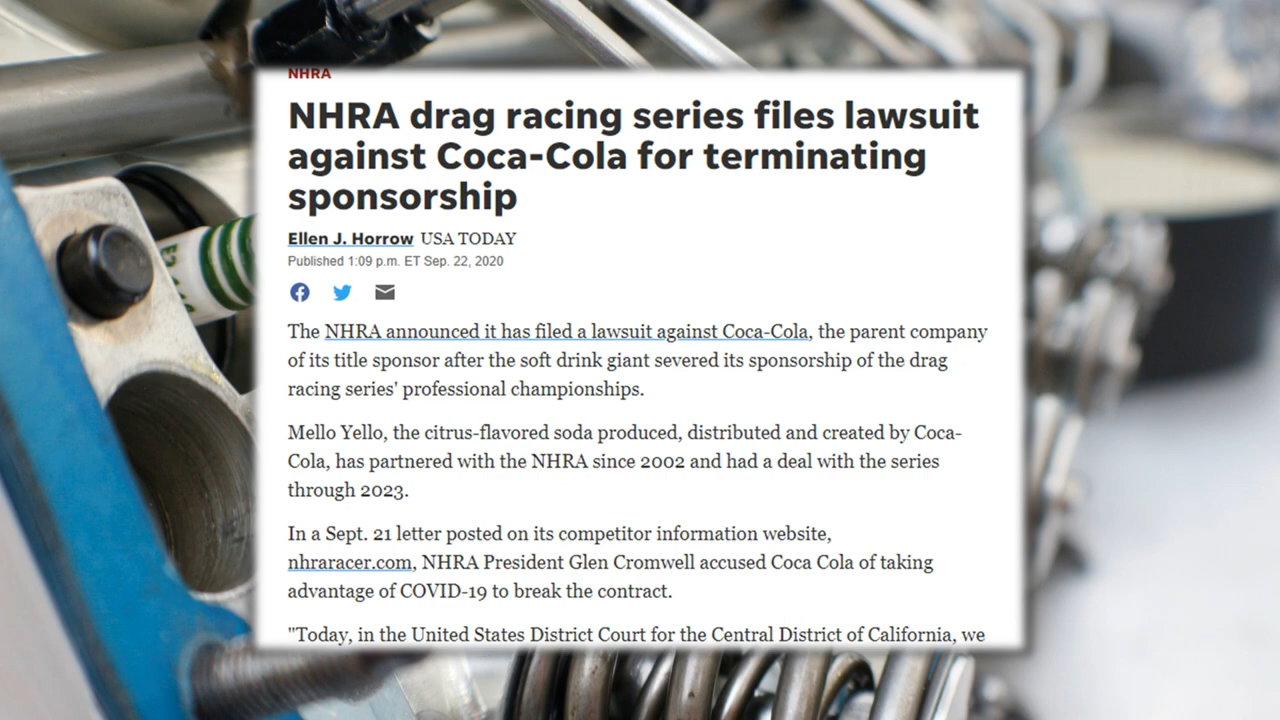 NHRA
NHRA drag racing series files lawsuit
against Coca-Cola for terminating
sponsorship
Ellen J. Horrow USA TODAY
Published 1:09 p.m. ET Sep. 22, 2020
The NHRA announced it has filed a lawsuit against Coca-Cola, the parent company
of its title sponsor after the soft drink giant severed its sponsorship of the drag
racing series' professional championships.
Mello Yello, the citrus-flavored soda produced, distributed and created by Coca-
Cola, has partnered with the NHRA since 2002 and had a deal with the series
through 2023.
In a Sept. 21 letter posted on its competitor information website,
nhraracer.com, NHRA President Glen Cromwell accused Coca Cola of taking
advantage of COVID-19 to break the contract.
"Today, in the United States District Court for the Central District of California, we